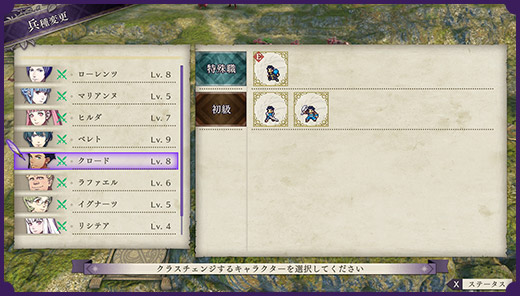 兵種変更
ローレンツ Lv. 8
マリアンヌ Lv. 5
ヒルダ Lv. 7
ベレト Lv. 9
クロード Lv. 8
ラファエル Lv. 6
イグナーツ Lv. 5
リシテア Lv. 4
特殊職
E
初級
クラスチェンジするキャラクターを選択してください
X ステータス